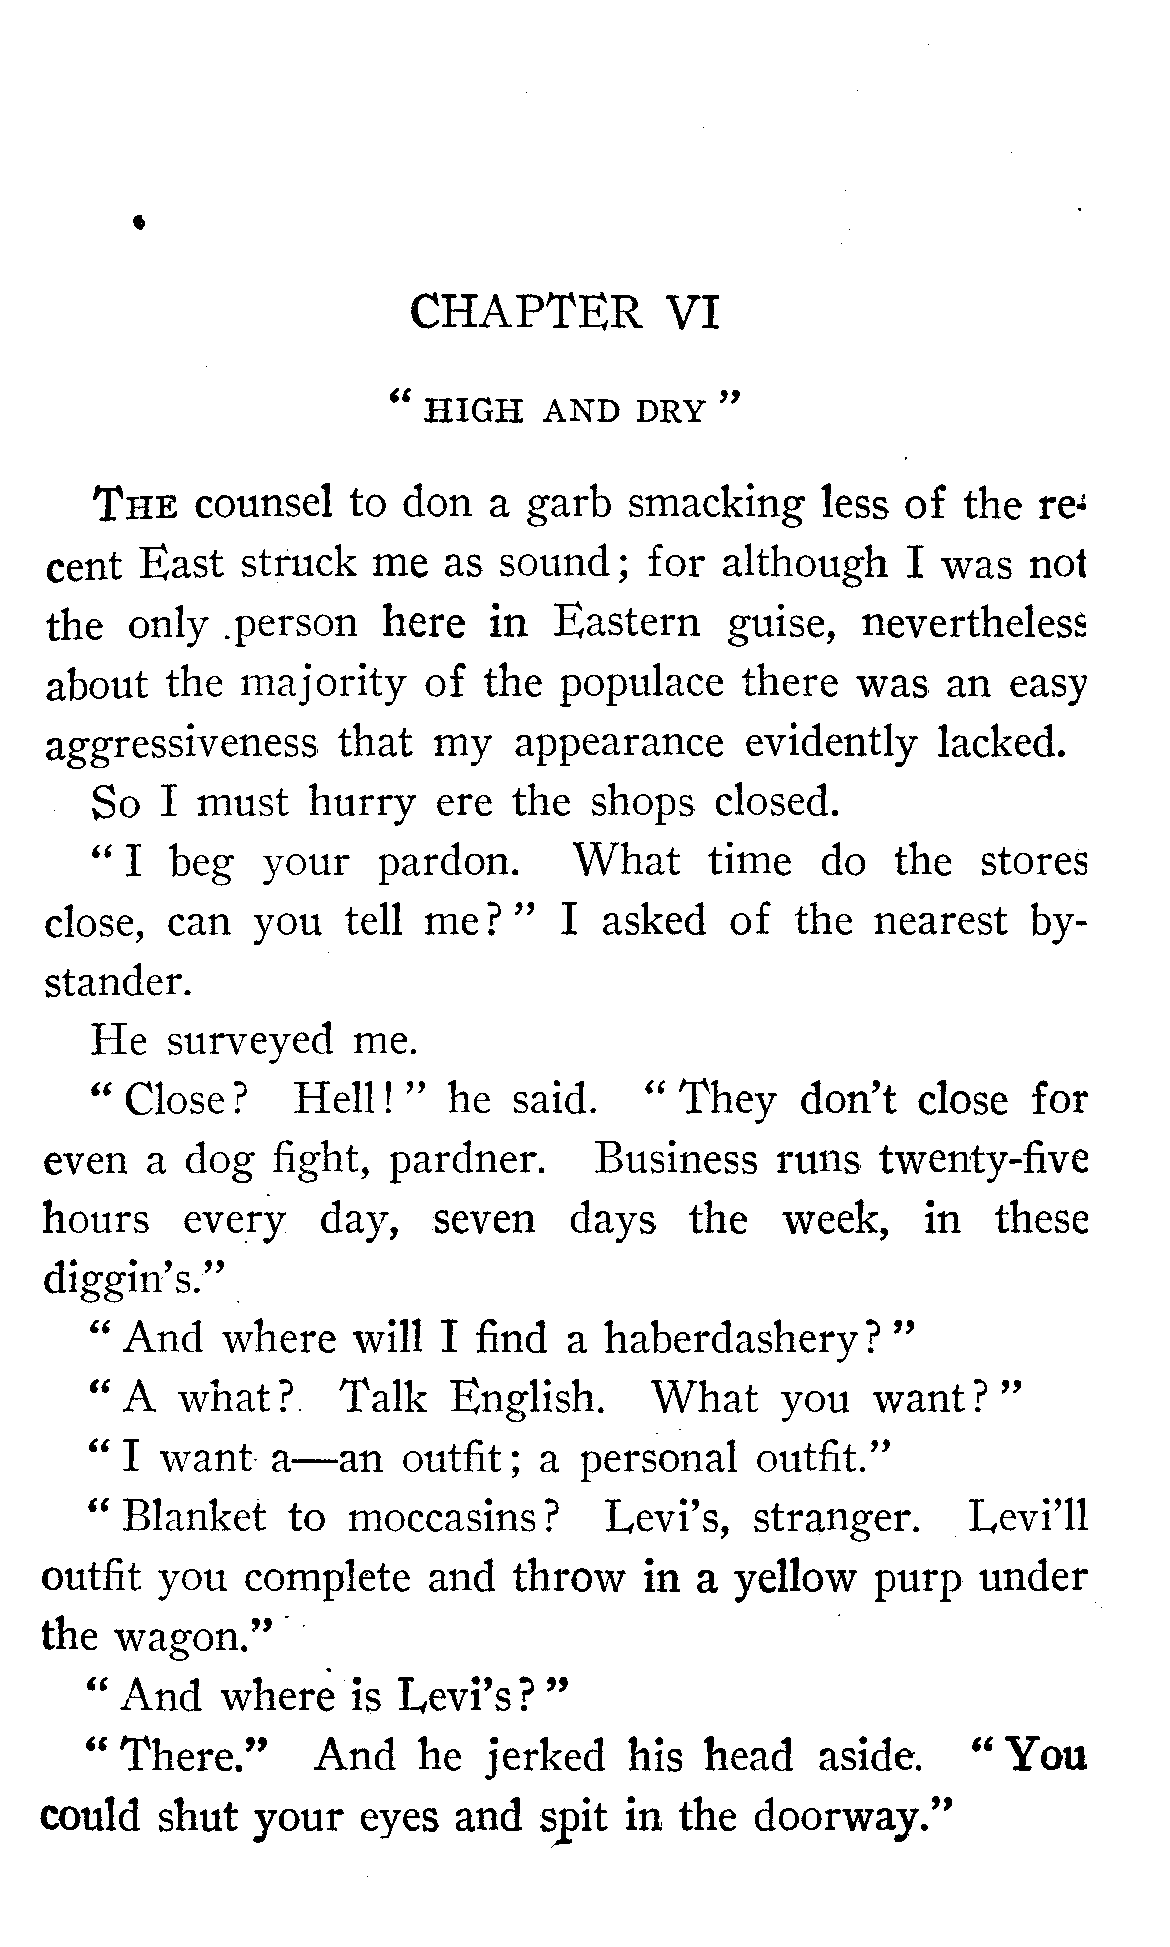 CHAPTER VI
“ HIGH AND DRY ”
THE counsel to don a garb smacking less of the re-
cent East struck me as sound; for although I was not
the only person here in Eastern guise, nevertheless
about the majority of the populace there was an easy
aggressiveness that my appearance evidently lacked.
So I must hurry ere the shops closed.
“ I beg your pardon. What time do the stores
close, can you tell me? ” I asked of the nearest by-
stander.
He surveyed me.
“ Close? Hell! ” he said. “ They don’t close for
even a dog fight, pardner. Business runs twenty-five
hours every day, seven days the week, in these
diggin’s.”
“ And where will I find a haberdashery? ”
“ A what? Talk English. What you want? ”
“ I want a—an outfit; a personal outfit.”
“ Blanket to moccasins? Levi’s, stranger. Levi’ll
outfit you complete and throw in a yellow purp under
the wagon.”
“ And where is Levi’s? ”
“ There.” And he jerked his head aside. “ You
could shut your eyes and spit in the doorway.”